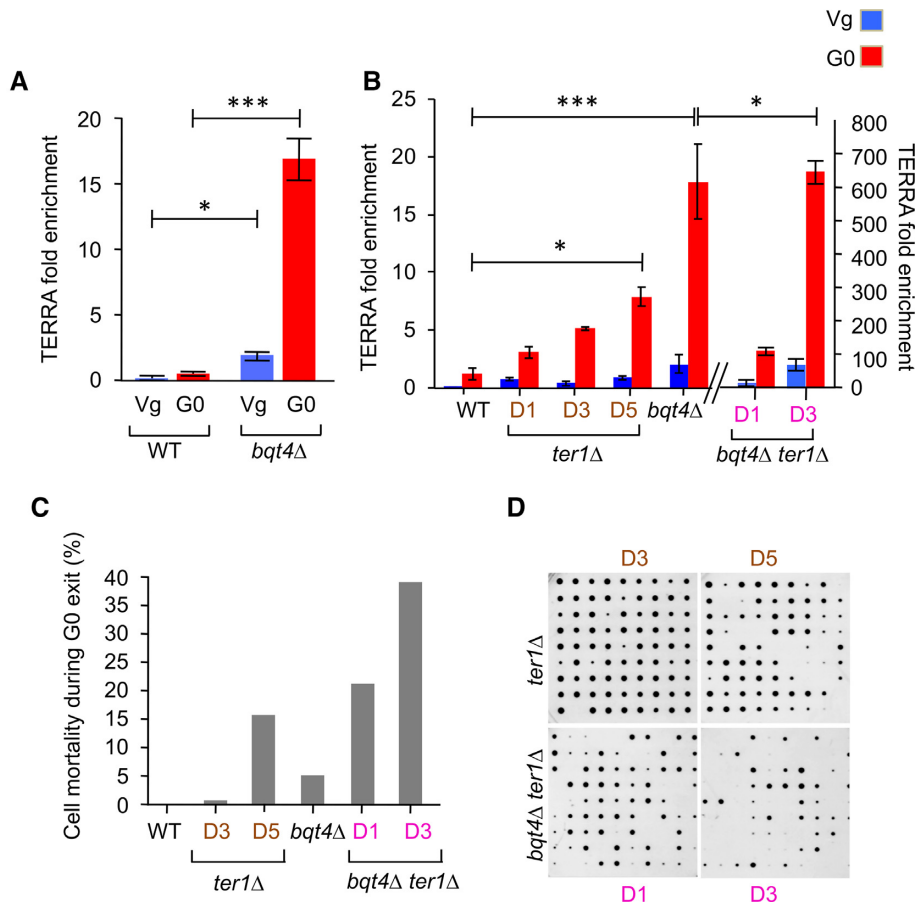 Vg
G0
A
TERRA fold enrichment
20
15
10
5
0
***
*
Vg G0 Vg G0
WT bqt4Δ
B
TERRA fold enrichment
25
20
15
10
5
0
***
*
*
800
700
600
500
400
300
200
100
0
TERRA fold enrichment
WT D1 D3 D5 bqt4Δ D1 D3
ter1Δ bqt4Δ ter1Δ
C
Cell mortality during G0 exit (%)
40
35
30
25
20
15
10
5
0
WT D3 D5 bqt4Δ D1 D3
ter1Δ bqt4Δ ter1Δ
D
D3 D5
ter1Δ
bqt4Δ ter1Δ
D1 D3